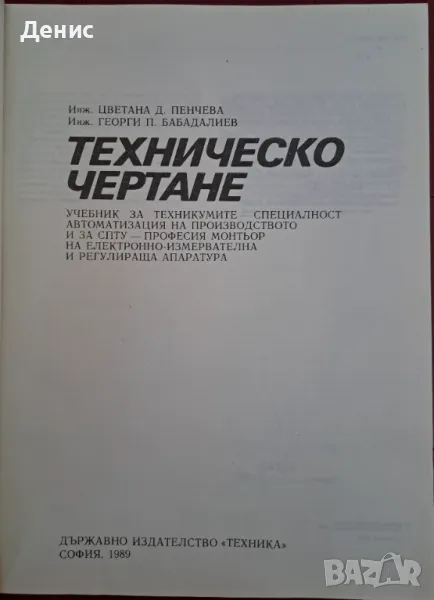 Денис
Инж. ЦВЕТАНА Д. ПЕНЧЕВА
Инж. ГЕОРГИ П. БАБАДАЛИЕВ
ТЕХНИЧЕСКО
ЧЕРТАНЕ
УЧЕБНИК ЗА ТЕХНИКУМИТЕ — СПЕЦИАЛНОСТ
АВТОМАТИЗАЦИЯ НА ПРОИЗВОДСТВОТО
И ЗА СПТУ — ПРОФЕСИЯ МОНТЬОР
НА ЕЛЕКТРОННО-ИЗМЕРВАТЕЛНА
И РЕГУЛИРАЩА АПАРАТУРА
ДЪРЖАВНО ИЗДАТЕЛСТВО «ТЕХНИКА»
СОФИЯ, 1989
BAZAR